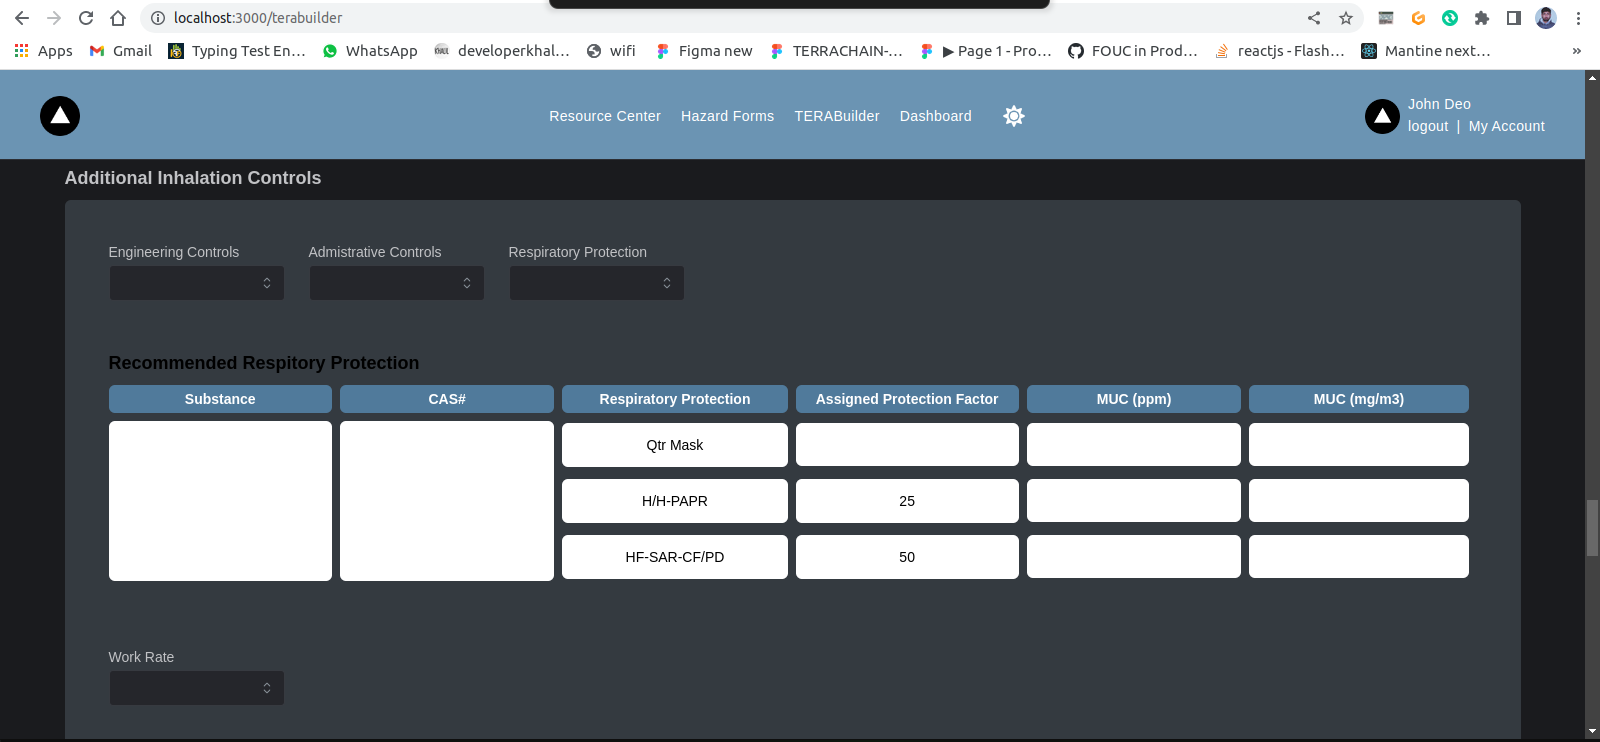 localhost:3000/terabuilder
Apps Gmail Typing Test En... WhatsApp developerkhal... wifi Figma new TERRACHAIN-... ▶ Page 1 - Pro... FOUC in Prod... reactjs - Flash... Mantine next... »
Resource Center Hazard Forms TERABuilder Dashboard
John Deo
logout | My Account
Additional Inhalation Controls
Engineering Controls Admistrative Controls Respiratory Protection
Recommended Respitory Protection
Substance CAS# Respiratory Protection Assigned Protection Factor MUC (ppm) MUC (mg/m3)
Qtr Mask
H/H-PAPR 25
HF-SAR-CF/PD 50
Work Rate